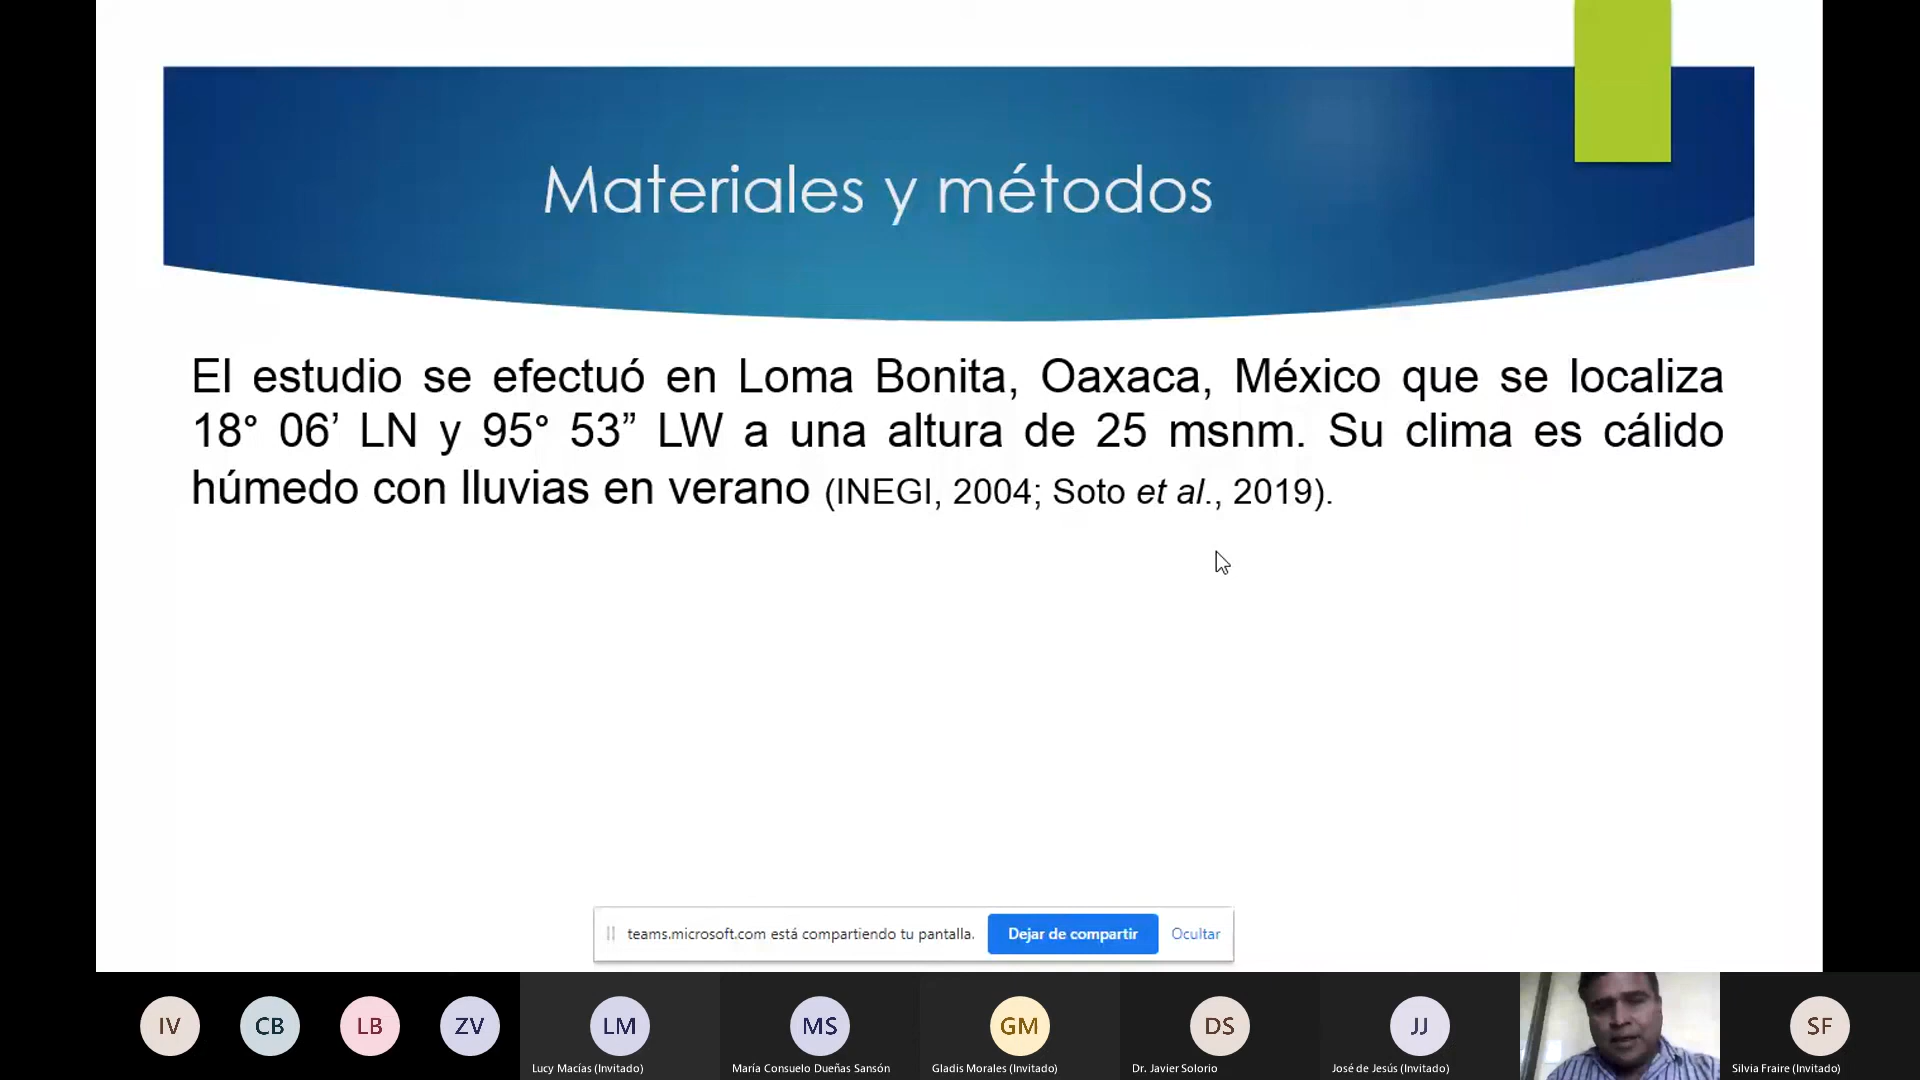 Materiales y métodos
El estudio se efectuó en Loma Bonita, Oaxaca, México que se localiza
18° 06’ LN y 95° 53” LW a una altura de 25 msnm. Su clima es cálido
húmedo con lluvias en verano (INEGI, 2004; Soto et al., 2019).
teams.microsoft.com está compartiendo tu pantalla. Dejar de compartir Ocultar
IV CB LB ZV LM MS GM DS JJ SF
Lucy Macías (Invitado) María Consuelo Dueñas Sansón Gladis Morales (Invitado) Dr. Javier Solorio José de Jesús (Invitado) Silvia Fraire (Invitado)